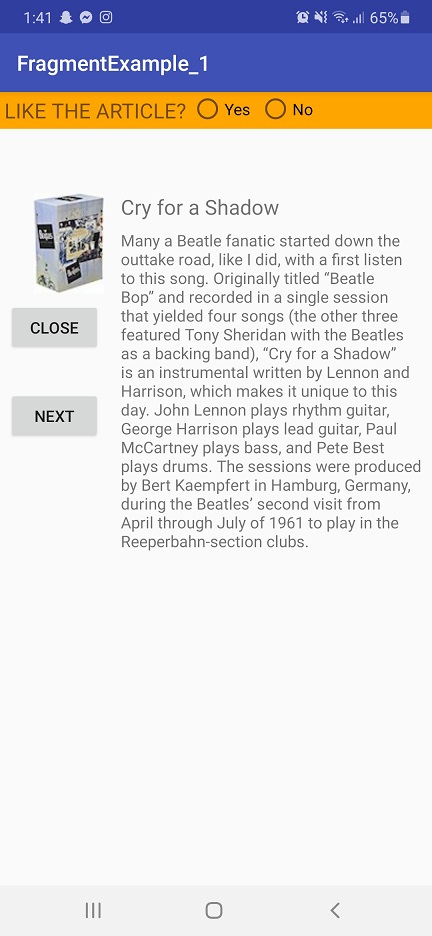 1:41 65%
FragmentExample_1
LIKE THE ARTICLE? Yes No
Cry for a Shadow
Many a Beatle fanatic started down the
outtake road, like I did, with a first listen
to this song. Originally titled “Beatle
Bop” and recorded in a single session
that yielded four songs (the other three
featured Tony Sheridan with the Beatles
as a backing band), “Cry for a Shadow”
is an instrumental written by Lennon and
Harrison, which makes it unique to this
day. John Lennon plays rhythm guitar,
George Harrison plays lead guitar, Paul
McCartney plays bass, and Pete Best
plays drums. The sessions were produced
by Bert Kaempfert in Hamburg, Germany,
during the Beatles’ second visit from
April through July of 1961 to play in the
Reeperbahn-section clubs.
CLOSE
NEXT